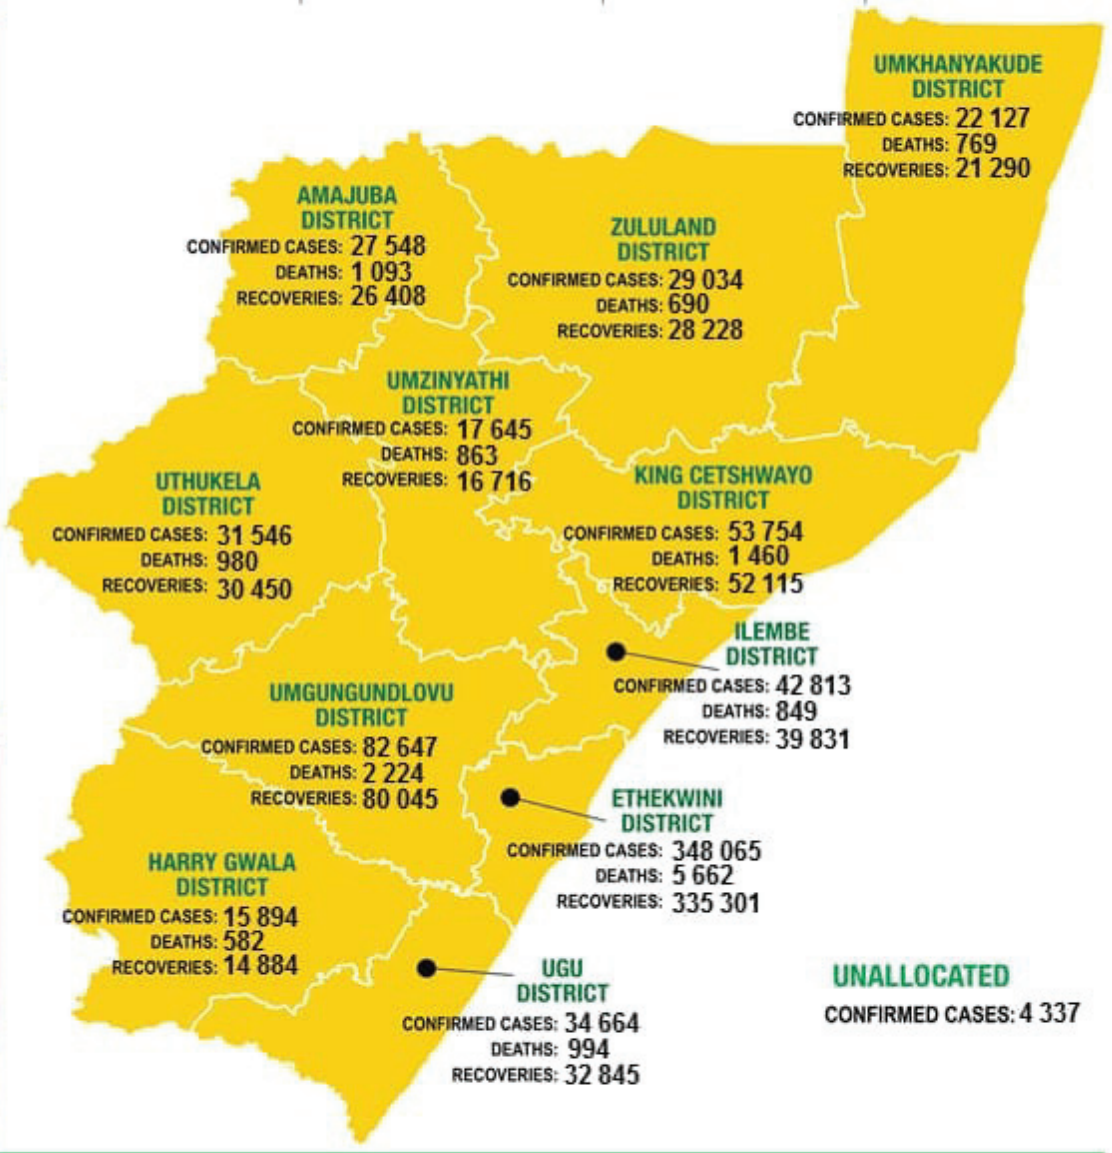 UMKHANYAKUDE
DISTRICT
CONFIRMED CASES: 22 127
DEATHS: 769
RECOVERIES: 21 290
AMAJUBA
DISTRICT
CONFIRMED CASES: 27 548
DEATHS: 1 093
RECOVERIES: 26 408
ZULULAND
DISTRICT
CONFIRMED CASES: 29 034
DEATHS: 690
RECOVERIES: 28 228
UMZINYATHI
DISTRICT
CONFIRMED CASES: 17 645
DEATHS: 863
RECOVERIES: 16 716
UTHUKELA
DISTRICT
CONFIRMED CASES: 31 546
DEATHS: 980
RECOVERIES: 30 450
KING CETSHWAYO
DISTRICT
CONFIRMED CASES: 53 754
DEATHS: 1 460
RECOVERIES: 52 115
ILEMBE
DISTRICT
CONFIRMED CASES: 42 813
DEATHS: 849
RECOVERIES: 39 831
UMGUNGUNDLOVU
DISTRICT
CONFIRMED CASES: 82 647
DEATHS: 2 224
RECOVERIES: 80 045
ETHEKWINI
DISTRICT
CONFIRMED CASES: 348 065
DEATHS: 5 662
RECOVERIES: 335 301
HARRY GWALA
DISTRICT
CONFIRMED CASES: 15 894
DEATHS: 582
RECOVERIES: 14 884
UGU
DISTRICT
CONFIRMED CASES: 34 664
DEATHS: 994
RECOVERIES: 32 845
UNALLOCATED
CONFIRMED CASES: 4 337